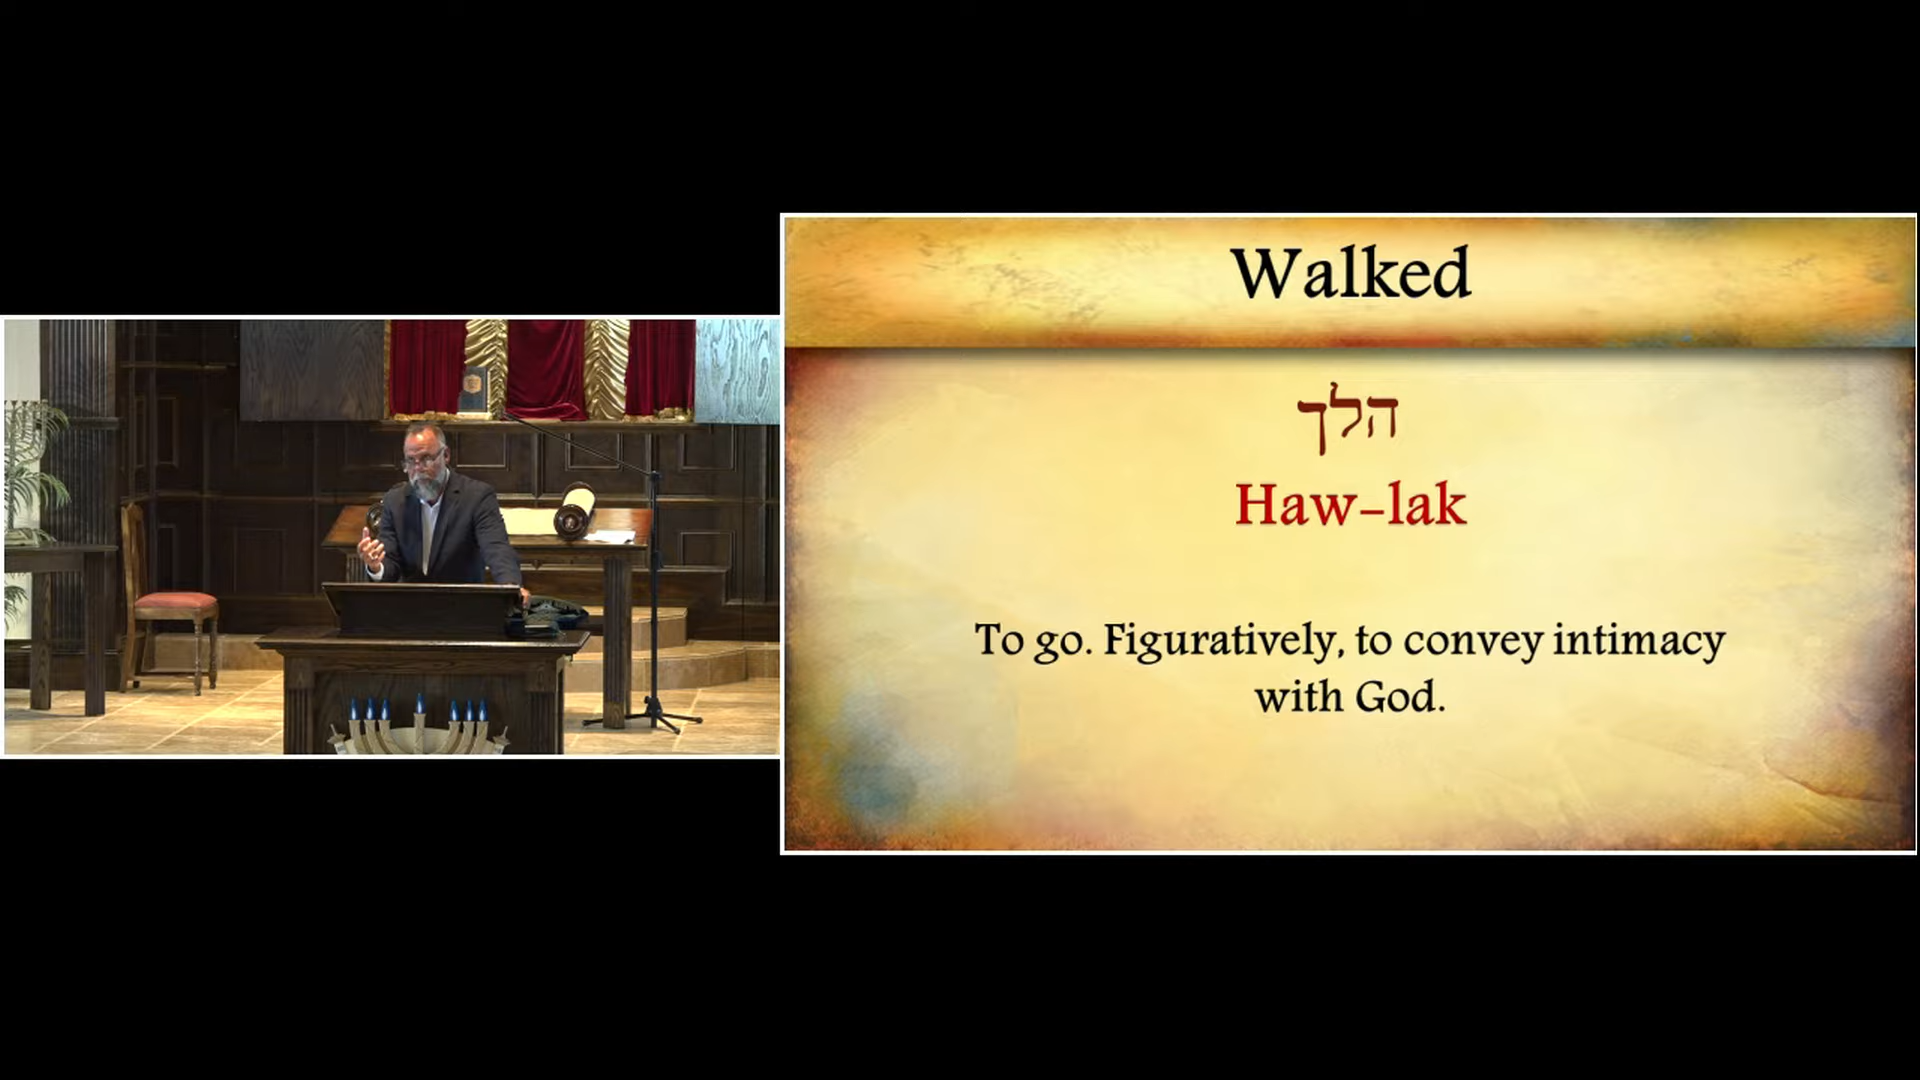 Walked
הלך
Haw-lak
To go. Figuratively, to convey intimacy
with God.